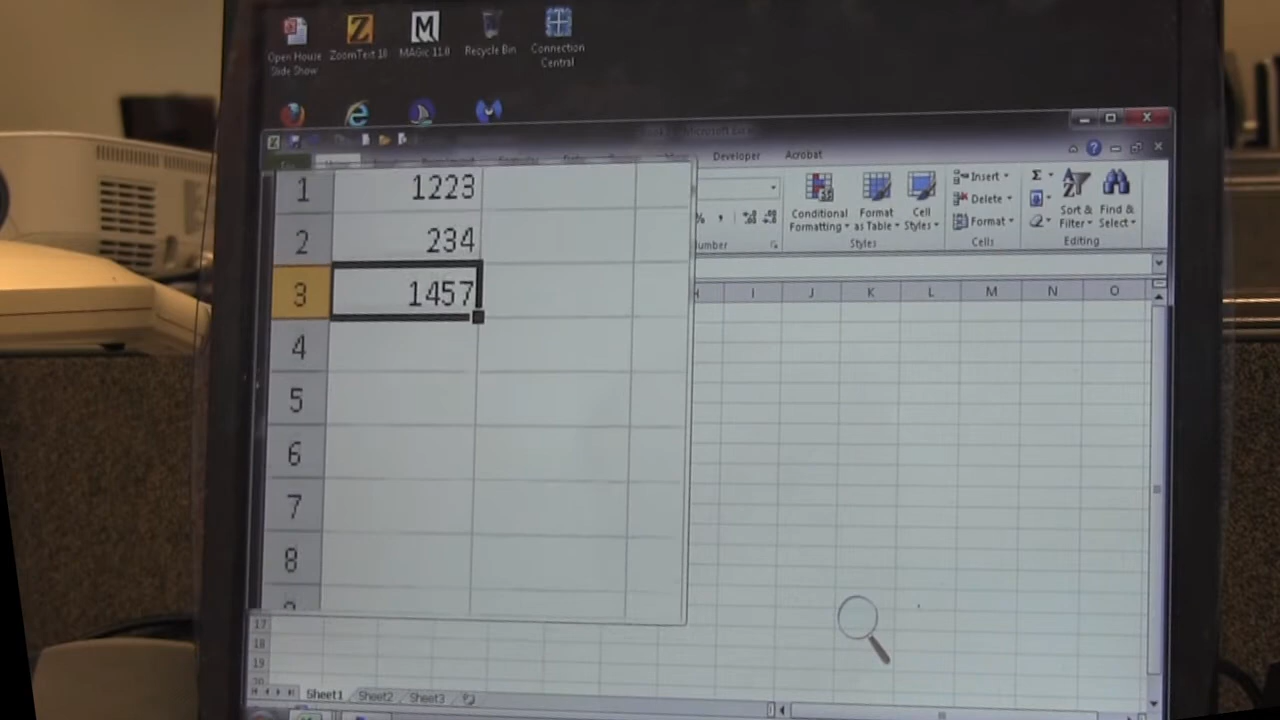 Open House Slide Show
ZoomText 10
MAGic 11.0
Recycle Bin
Connection Central
Microsoft Excel
Developer
Acrobat
Conditional Formatting
Format as Table
Cell Styles
Styles
Insert
Delete
Format
Cells
Σ
Sort & Filter
Find & Select
Editing
%
,
I J K L M N O
1 1223
2 234
3 1457
4
5
6
7
8
17
18
19
Sheet1 Sheet2 Sheet3